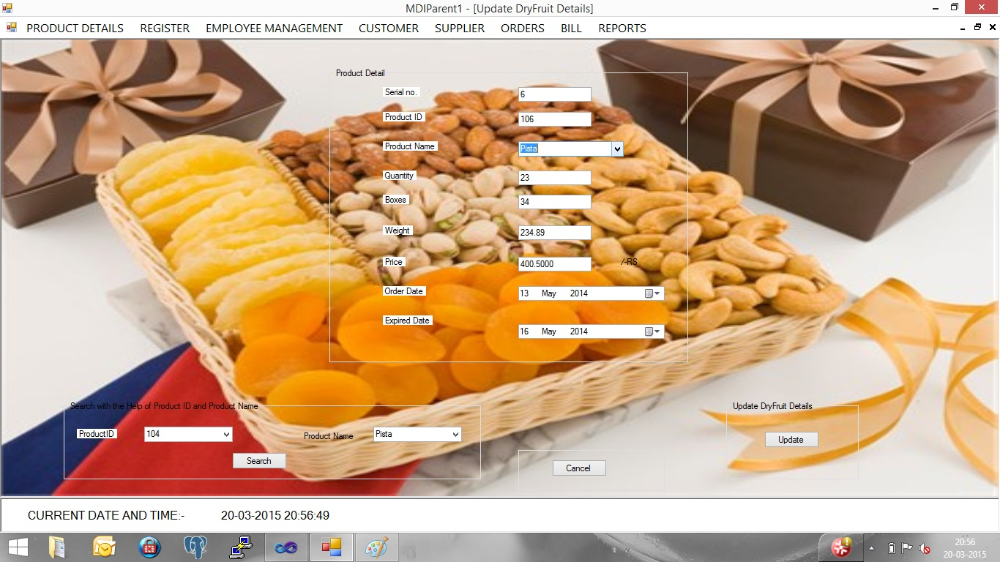 MDIParent1 - [Update DryFruit Details]
PRODUCT DETAILS REGISTER EMPLOYEE MANAGEMENT CUSTOMER SUPPLIER ORDERS BILL REPORTS
Product Detail
Serial no. 6
Product ID 106
Product Name Pista
Quantity 23
Boxes 34
Weight 234.89
Price 400.5000 /-RS
Order Date 13 May 2014
Expired Date 16 May 2014
Search with the Help of Product ID and Product Name
ProductID 104 Product Name Pista
Search
Update DryFruit Details
Update
Cancel
CURRENT DATE AND TIME:- 20-03-2015 20:56:49
20:56
20-03-2015